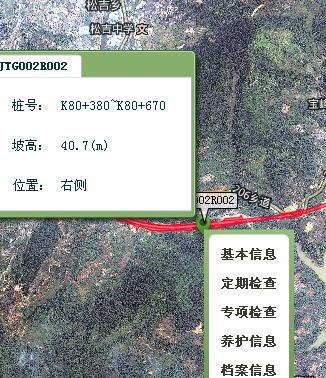 松吉乡
松吉中学 文
JTG002R002
宝
桩号： K80+380~K80+670
坡高： 40.7(m)
位置： 右侧
206乡道
002R002
基本信息
定期检查
专项检查
养护信息
档案信息